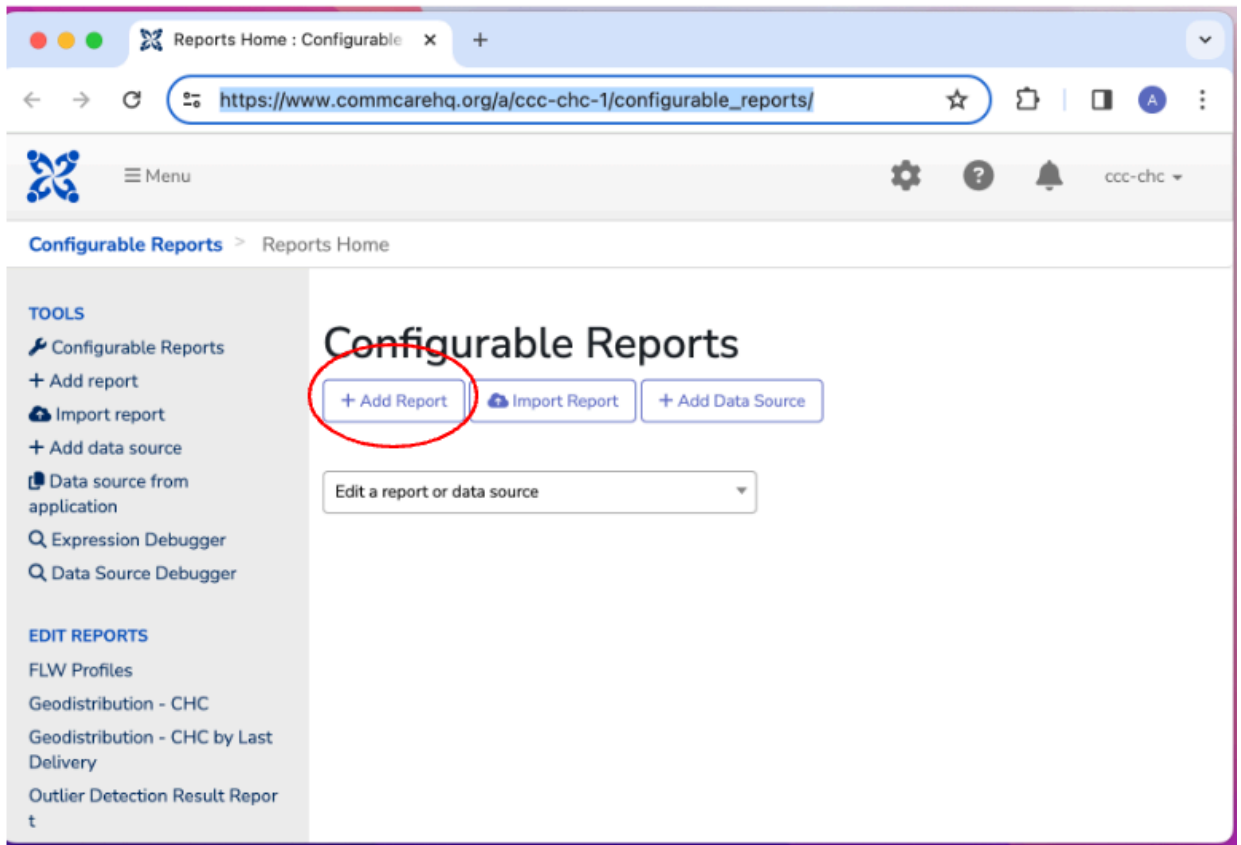 Reports Home : Configurable
https://www.commcarehq.org/a/ccc-chc-1/configurable_reports/
A
Menu
ccc-chc
Configurable Reports > Reports Home
TOOLS
Configurable Reports
+ Add report
Import report
+ Add data source
Data source from
application
Expression Debugger
Data Source Debugger
EDIT REPORTS
FLW Profiles
Geodistribution - CHC
Geodistribution - CHC by Last
Delivery
Outlier Detection Result Repor
t
Configurable Reports
+ Add Report
Import Report
+ Add Data Source
Edit a report or data source